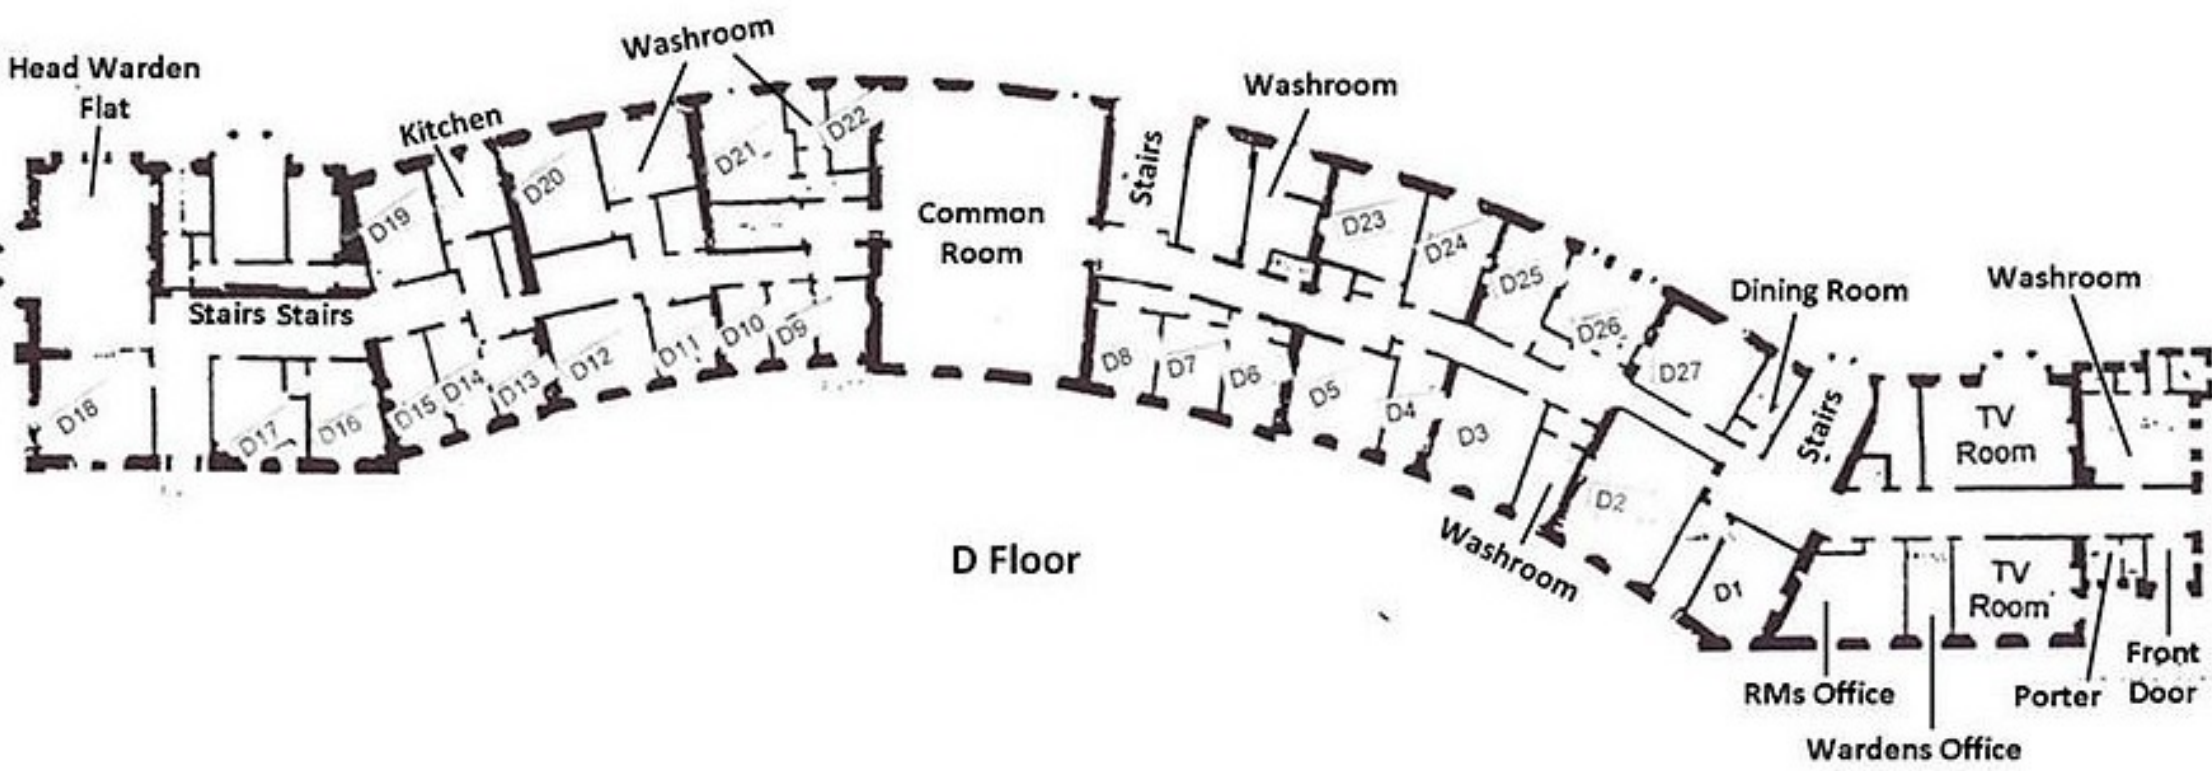 Head Warden
Flat
Kitchen
Washroom
Washroom
Dining Room
Washroom
D19
D20
D21
D22
Common
Room
Stairs
D23
D24
D25
D26
D27
Stairs
TV
Room
Stairs Stairs
D18
D17
D16
D15
D14
D13
D12
D11
D10
D9
D8
D7
D6
D5
D4
D3
Washroom
D2
D1
TV
Room
D Floor
RMs Office
Wardens Office
Porter
Front
Door